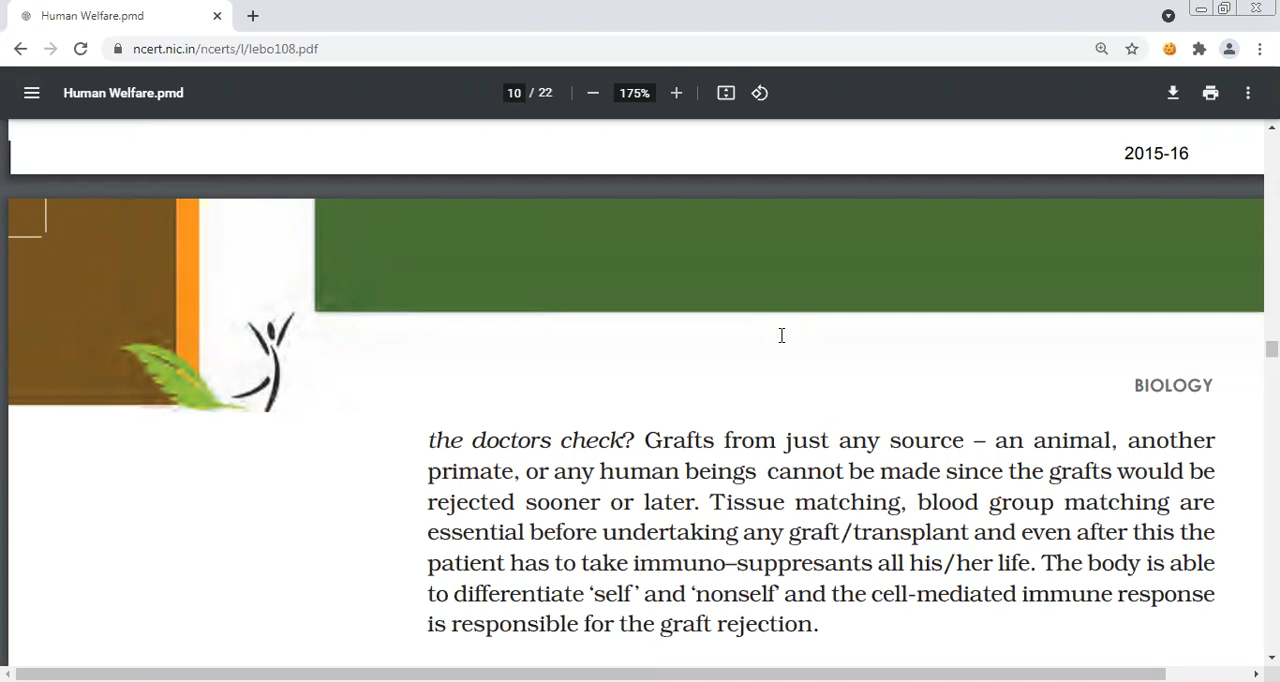 Human Welfare.pmd
ncert.nic.in/ncerts/l/lebo108.pdf
Human Welfare.pmd
10 / 22
175%
2015-16
BIOLOGY
the doctors check? Grafts from just any source – an animal, another
primate, or any human beings cannot be made since the grafts would be
rejected sooner or later. Tissue matching, blood group matching are
essential before undertaking any graft/transplant and even after this the
patient has to take immuno–suppresants all his/her life. The body is able
to differentiate ‘self’ and ‘nonself’ and the cell-mediated immune response
is responsible for the graft rejection.